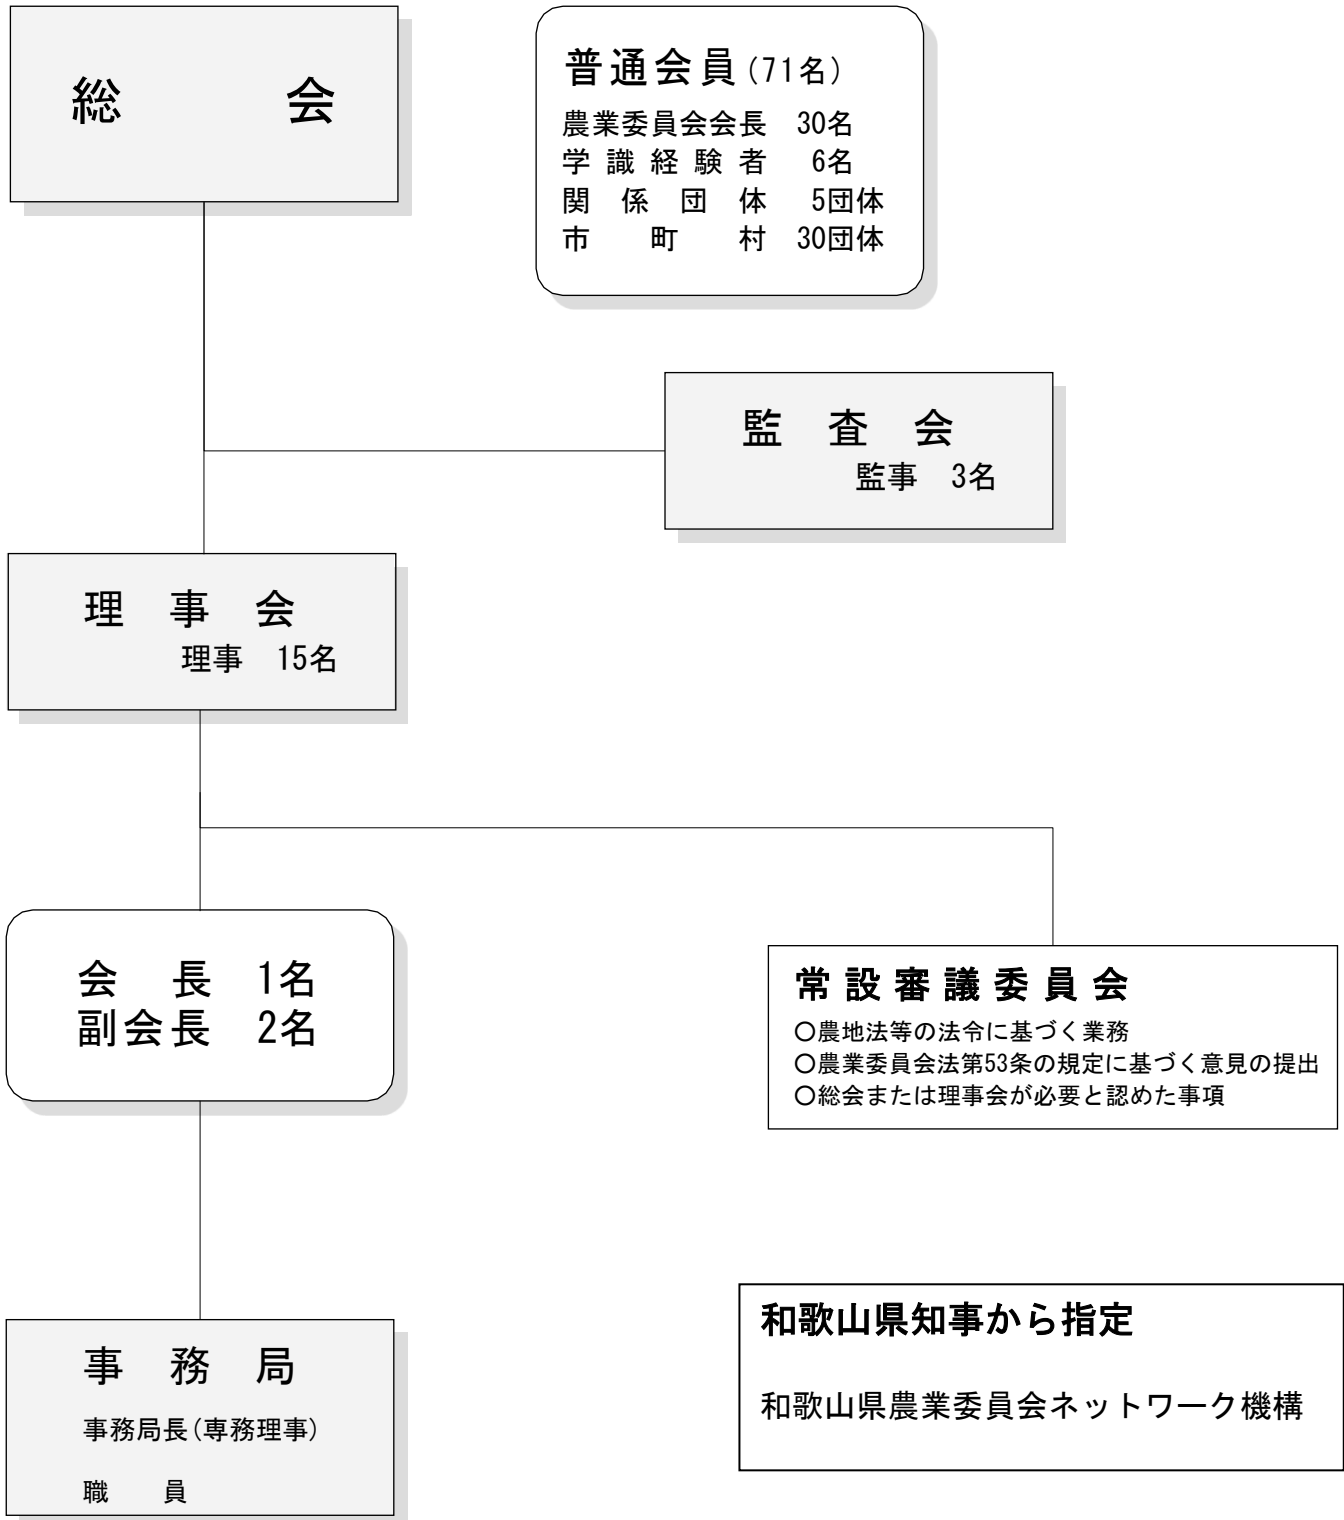 総　　会
普通会員(71名)
農業委員会会長　30名
学識経験者　6名
関係団体　5団体
市町村　30団体
監　査　会
監事　3名
理　事　会
理事　15名
会　長　1名
副会長　2名
常設審議委員会
○農地法等の法令に基づく業務
○農業委員会法第53条の規定に基づく意見の提出
○総会または理事会が必要と認めた事項
事　務　局
事務局長(専務理事)
職　員
和歌山県知事から指定
和歌山県農業委員会ネットワーク機構